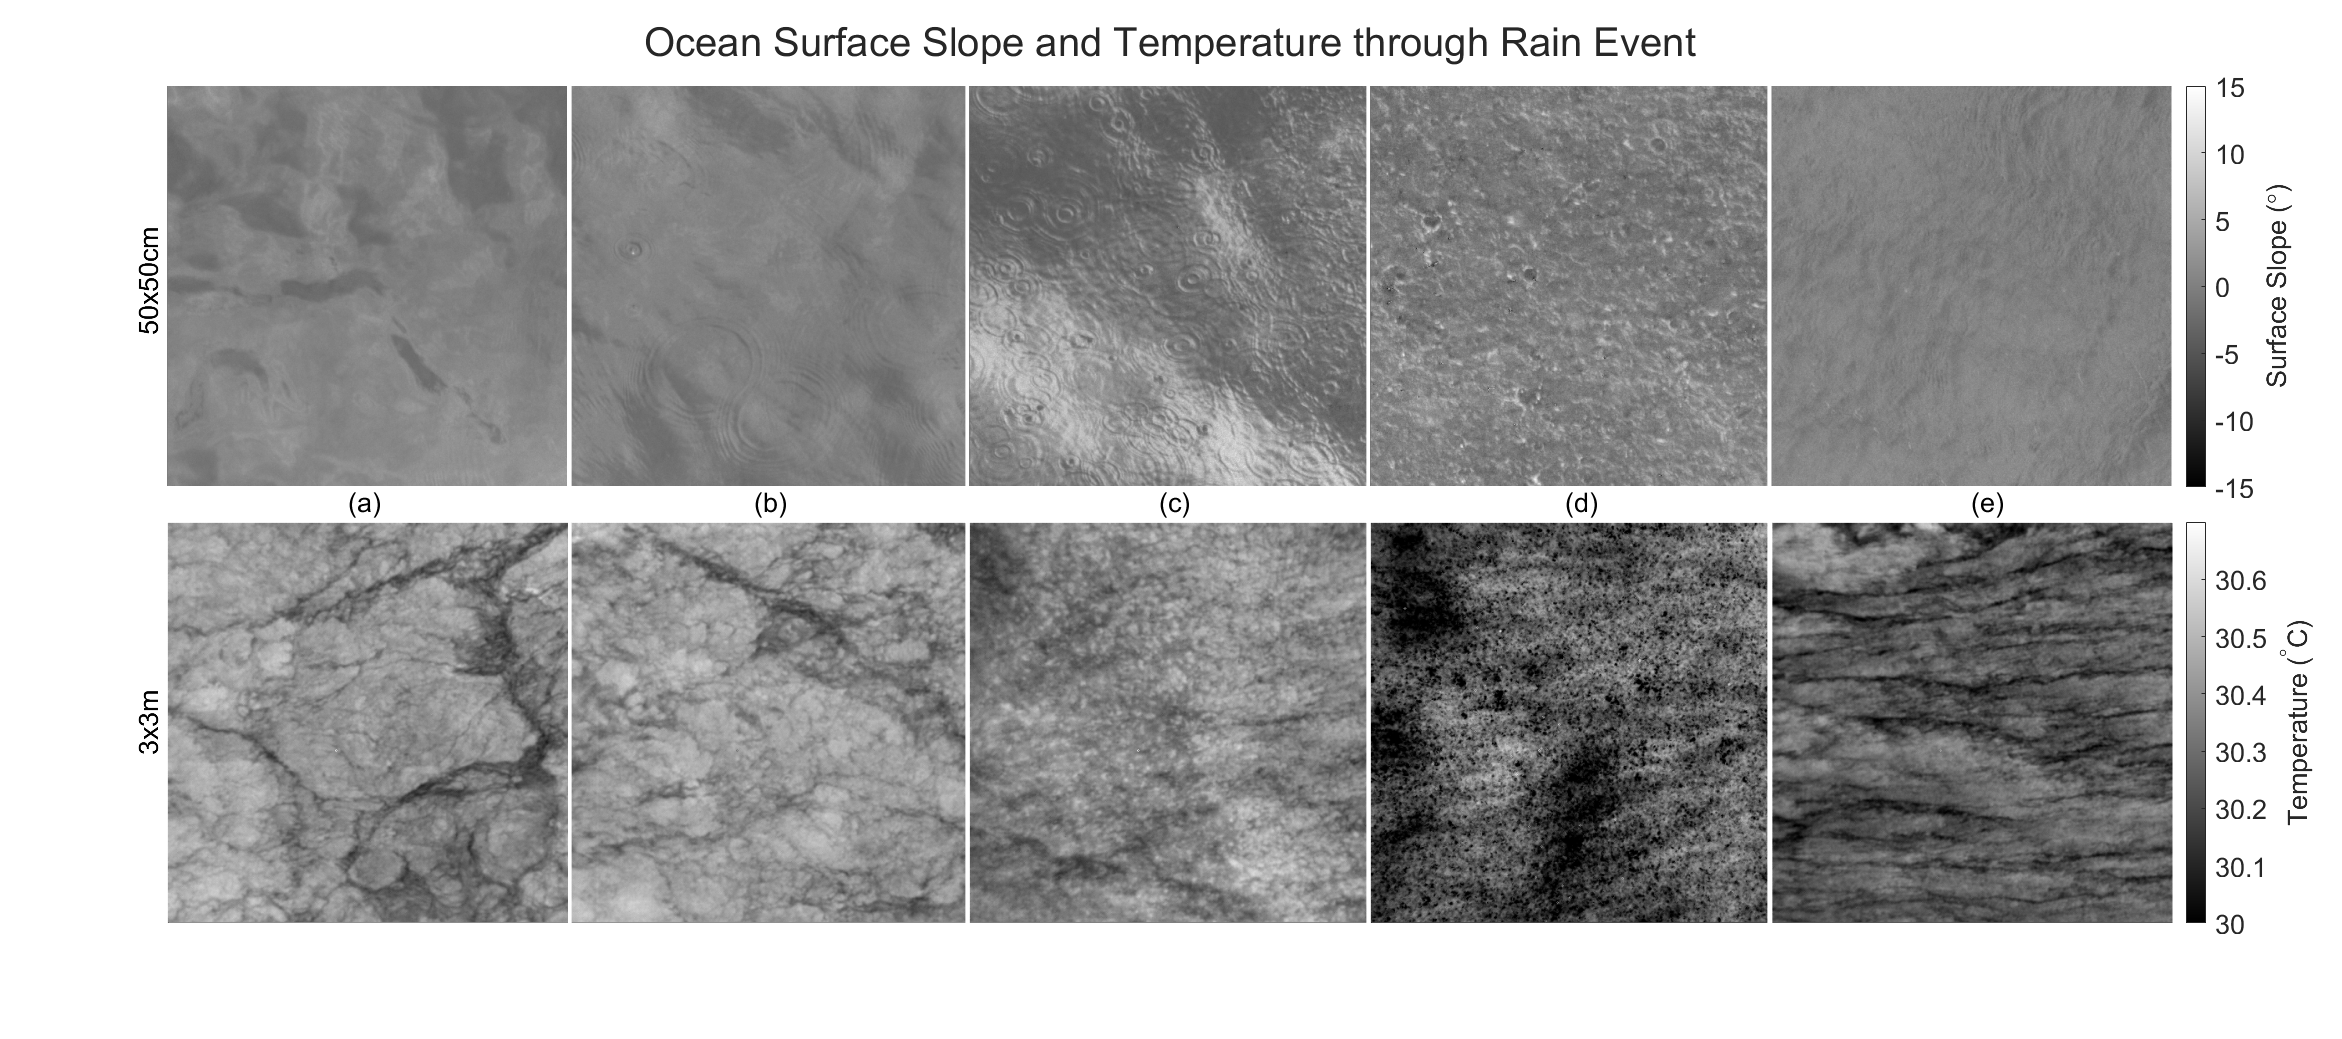 Ocean Surface Slope and Temperature through Rain Event
50x50cm
15
10
5
0
-5
-10
-15
Surface Slope (°)
(a) (b) (c) (d) (e)
3x3m
30.6
30.5
30.4
30.3
30.2
30.1
30
Temperature (°C)